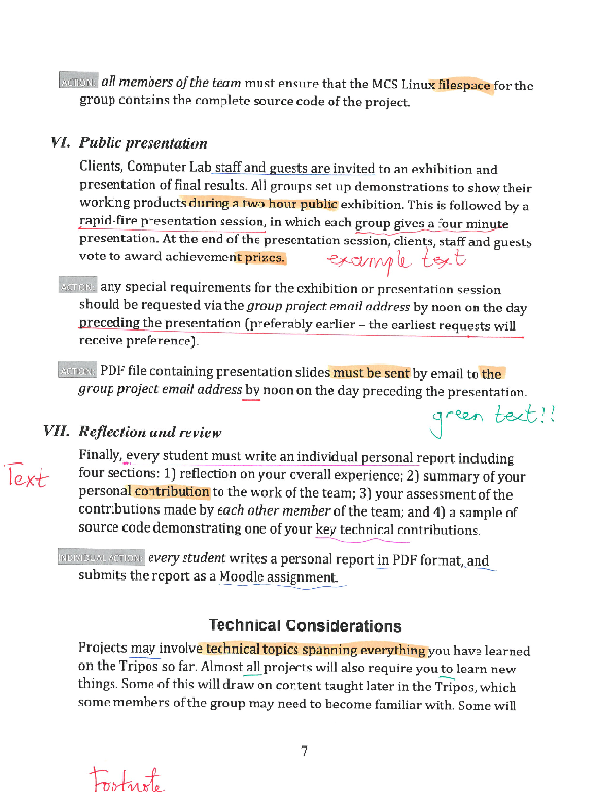 ACTION: all members of the team must ensure that the MCS Linux filespace for the
group contains the complete source code of the project.
VI. Public presentation
Clients, Computer Lab staff and guests are invited to an exhibition and
presentation of final results. All groups set up demonstrations to show their
working products during a two hour public exhibition. This is followed by a
rapid-fire presentation session, in which each group gives a four minute
presentation. At the end of the presentation session, clients, staff and guests
vote to award achievement prizes.
example text
ACTION: any special requirements for the exhibition or presentation session
should be requested via the group project email address by noon on the day
preceding the presentation (preferably earlier – the earliest requests will
receive preference).
ACTION: PDF file containing presentation slides must be sent by email to the
group project email address by noon on the day preceding the presentation.
green text!!
VII. Reflection and review
Finally, every student must write an individual personal report including
Text
four sections: 1) reflection on your overall experience; 2) summary of your
personal contribution to the work of the team; 3) your assessment of the
contributions made by each other member of the team; and 4) a sample of
source code demonstrating one of your key technical contributions.
INDIVIDUAL ACTION: every student writes a personal report in PDF format, and
submits the report as a Moodle assignment.
Technical Considerations
Projects may involve technical topics spanning everything you have learned
on the Tripos so far. Almost all projects will also require you to learn new
things. Some of this will draw on content taught later in the Tripos, which
some members of the group may need to become familiar with. Some will
7
Footnote